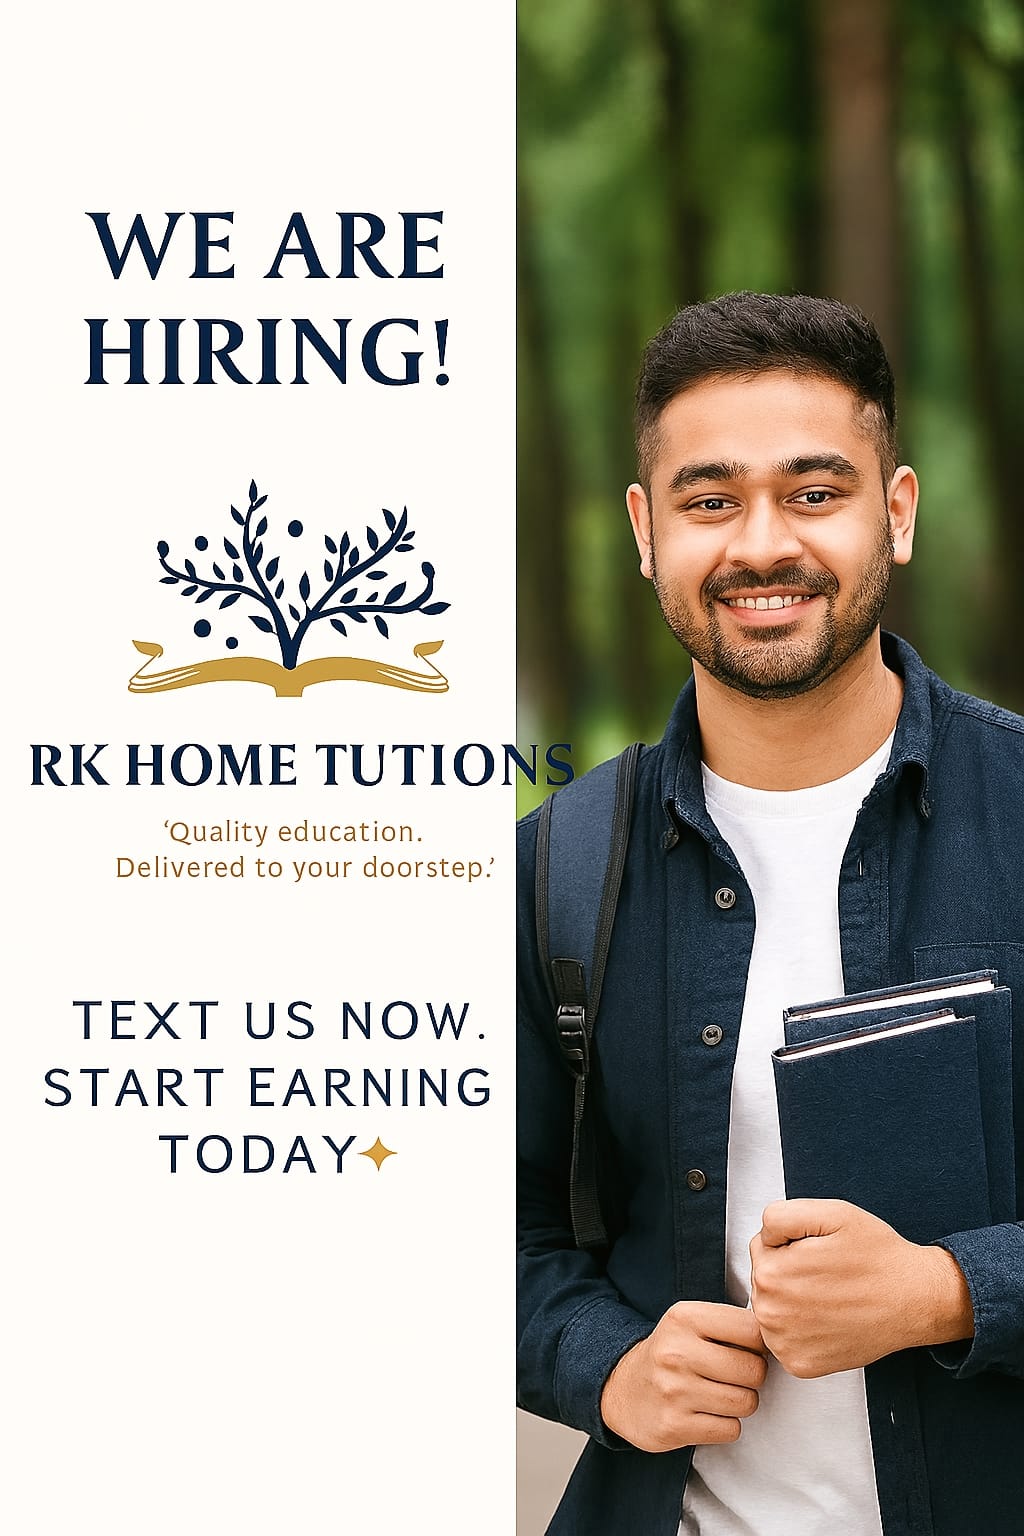 WE ARE
HIRING!
RK HOME TUTIONS
‘Quality education.
Delivered to your doorstep.’
TEXT US NOW.
START EARNING
TODAY✦